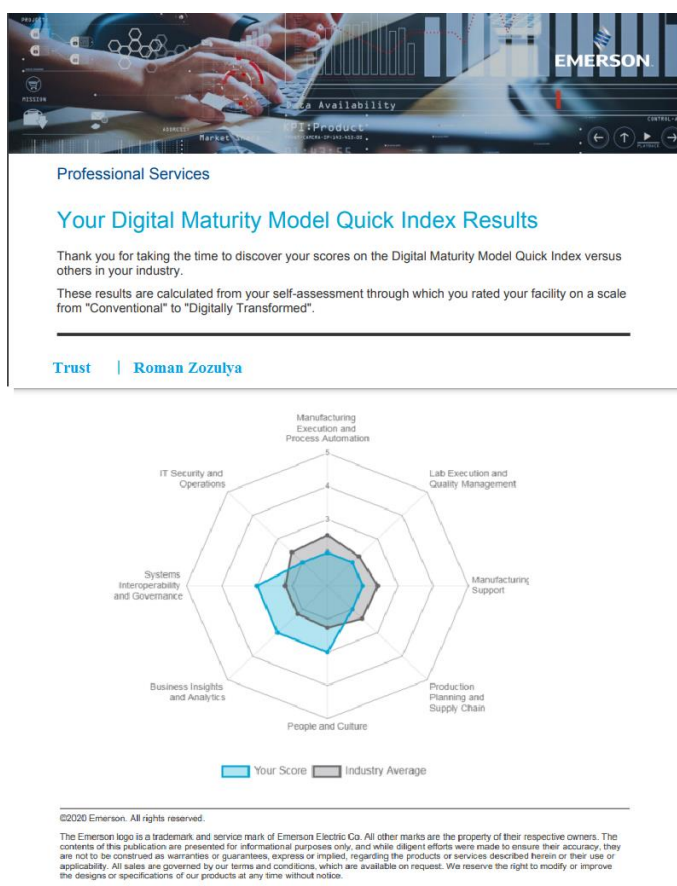 PROJECT:
EMERSON
MISSION
Data Availability
ADDRESS:
Market
KPI:Product
CONTROL-
PLAYBACK
Professional Services
Your Digital Maturity Model Quick Index Results
Thank you for taking the time to discover your scores on the Digital Maturity Model Quick Index versus
others in your industry.
These results are calculated from your self-assessment through which you rated your facility on a scale
from "Conventional" to "Digitally Transformed".
Trust | Roman Zozulya
Manufacturing
Execution and
Process Automation
5
IT Security and
Operations
Lab Execution and
Quality Management
4
3
Systems
Interoperability
and Governance
Manufacturing
Support
Business Insights
and Analytics
Production
Planning and
Supply Chain
People and Culture
Your Score
Industry Average
©2020 Emerson. All rights reserved.
The Emerson logo is a trademark and service mark of Emerson Electric Co. All other marks are the property of their respective owners. The
contents of this publication are presented for informational purposes only, and while diligent efforts were made to ensure their accuracy, they
are not to be construed as warranties or guarantees, express or implied, regarding the products or services described herein or their use or
applicability. All sales are governed by our terms and conditions, which are available on request. We reserve the right to modify or improve
the designs or specifications of our products at any time without notice.